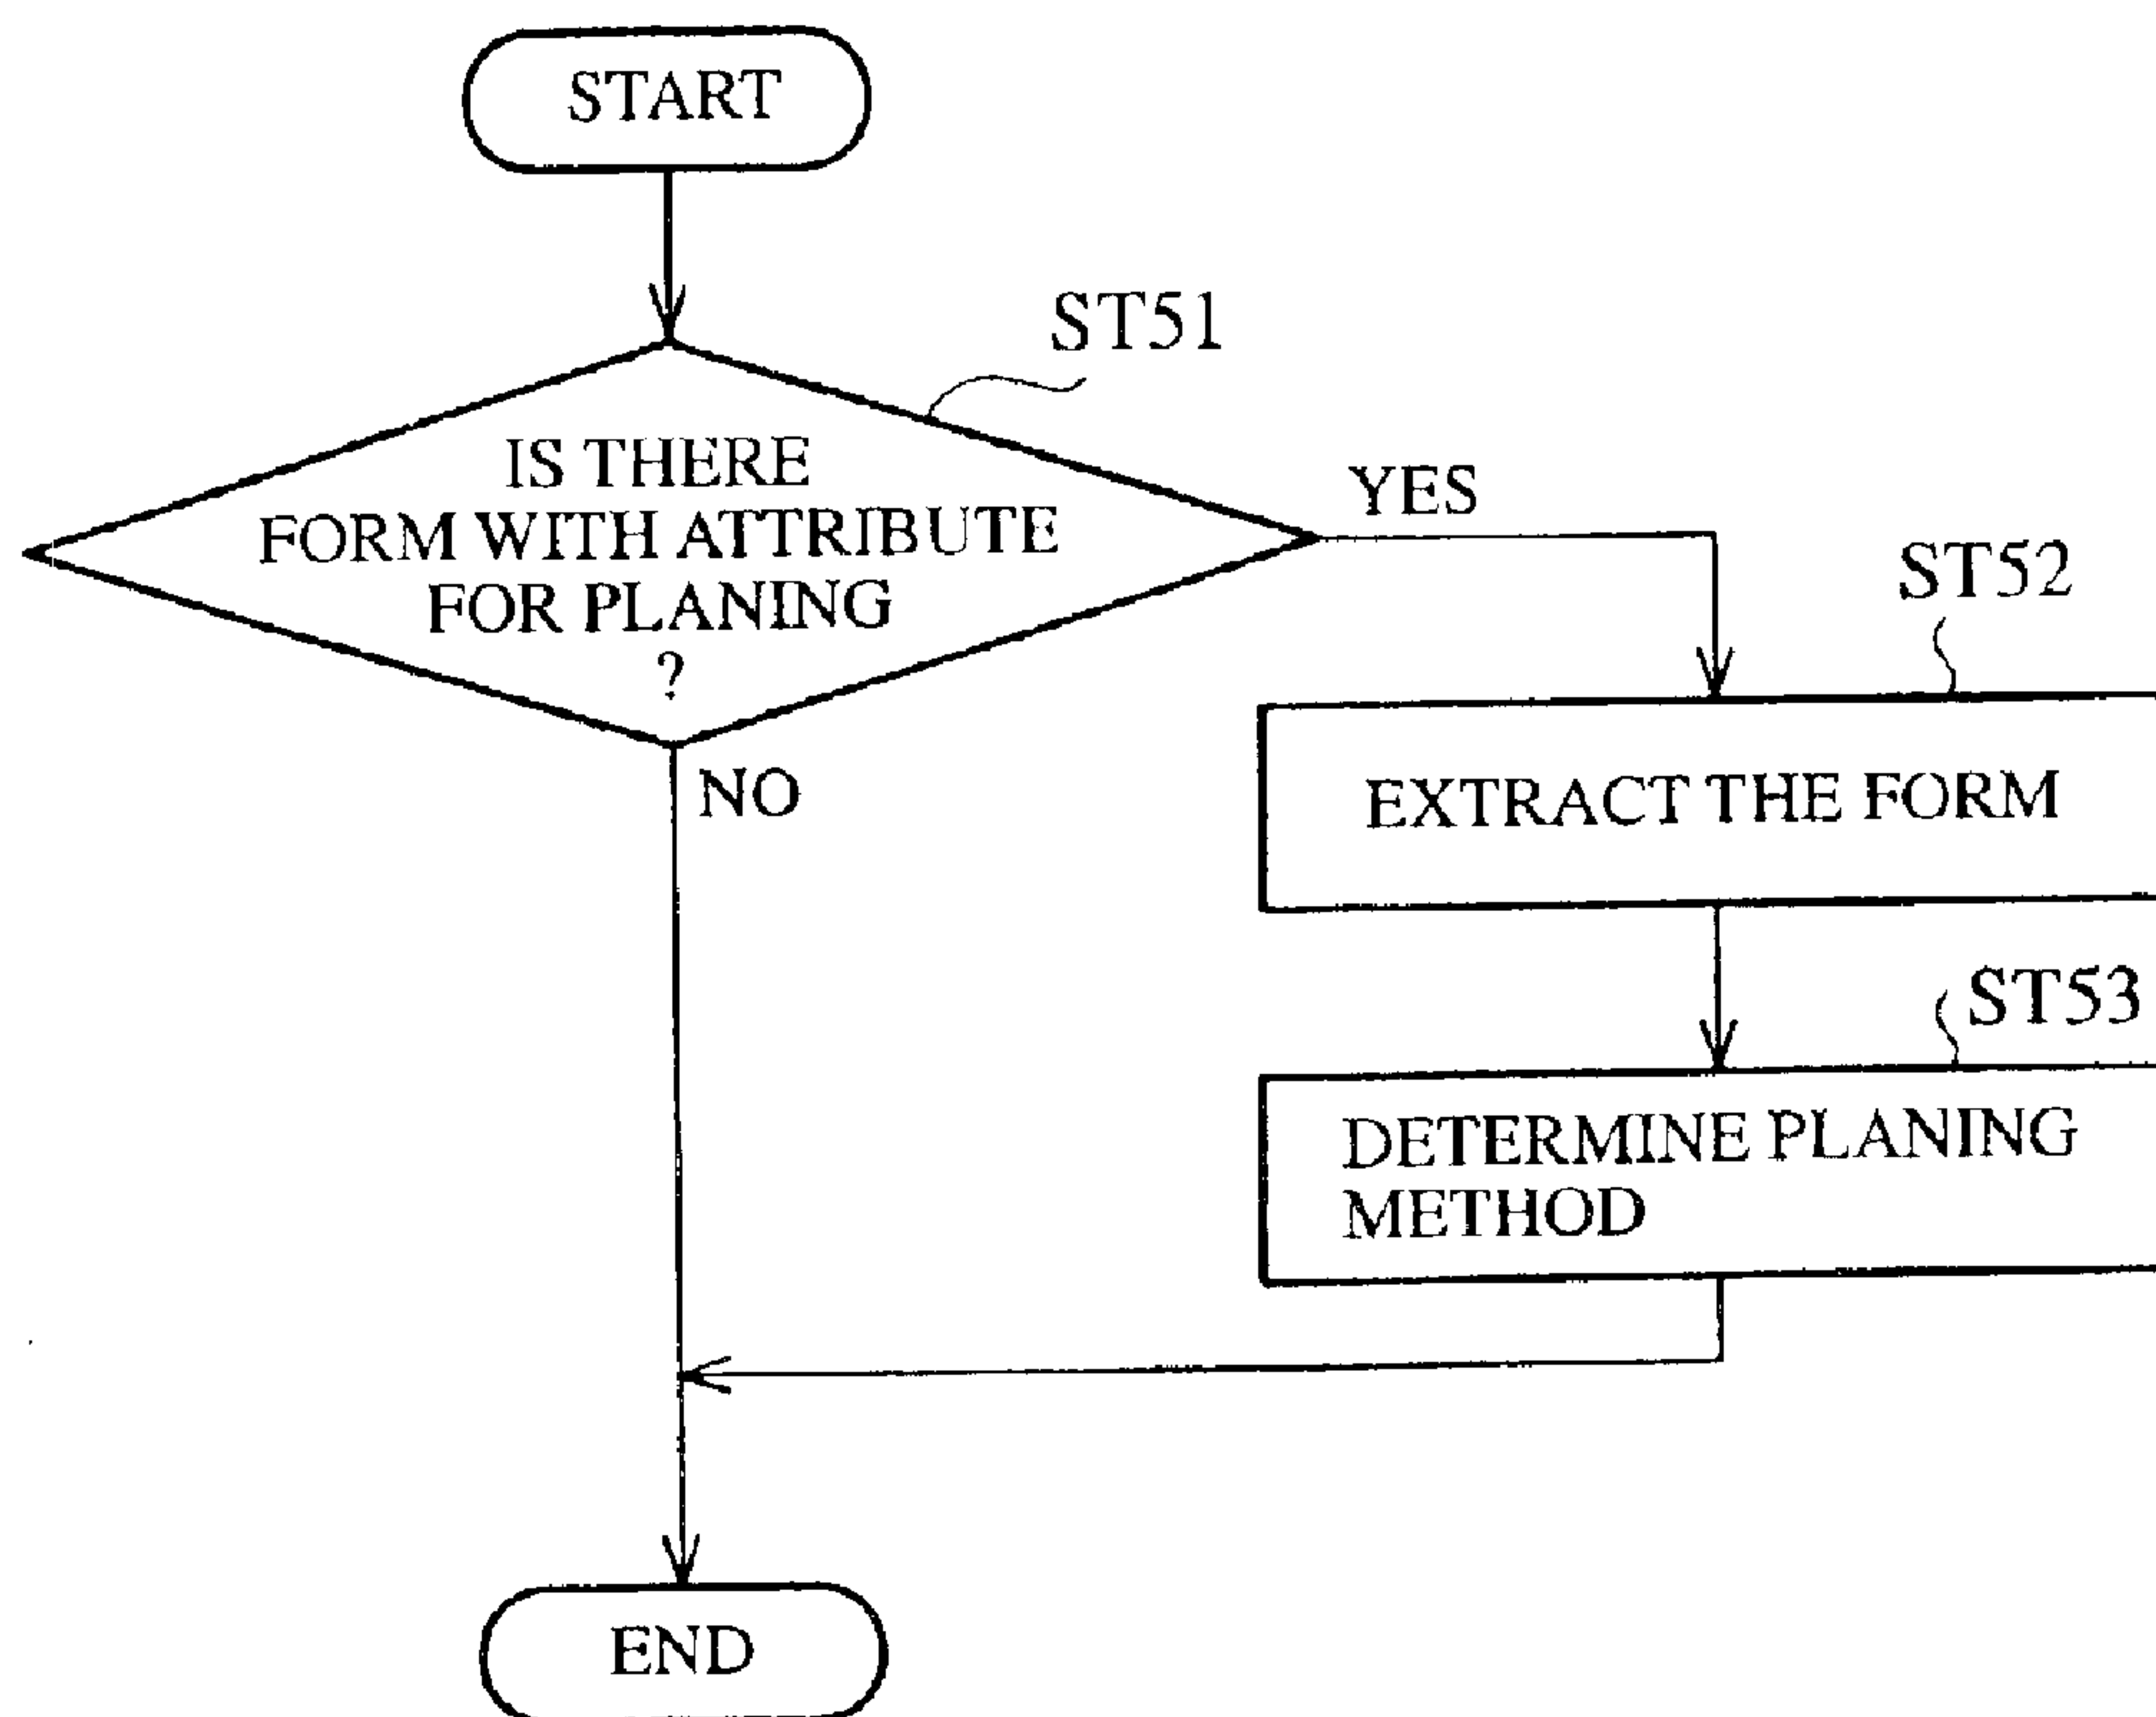 START
ST51
IS THERE
FORM WITH ATTRIBUTE
FOR PLANING
?
YES
NO
ST52
EXTRACT THE FORM
ST53
DETERMINE PLANING
METHOD
END